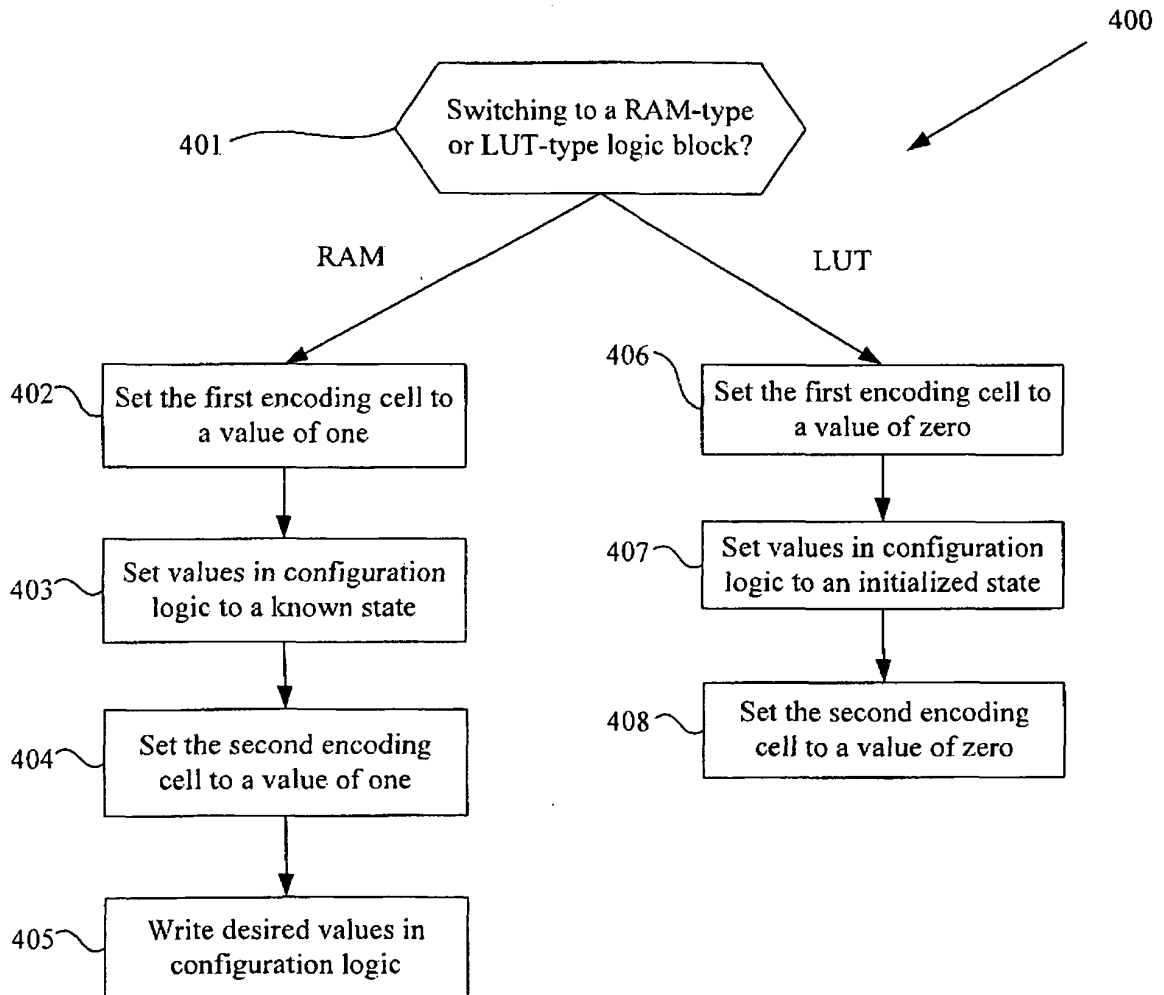 400
Switching to a RAM-type
or LUT-type logic block?
401
RAM
LUT
402
Set the first encoding cell to
a value of one
406
Set the first encoding cell to
a value of zero
403
Set values in configuration
logic to a known state
407
Set values in configuration
logic to an initialized state
404
Set the second encoding
cell to a value of one
408
Set the second encoding
cell to a value of zero
405
Write desired values in
configuration logic